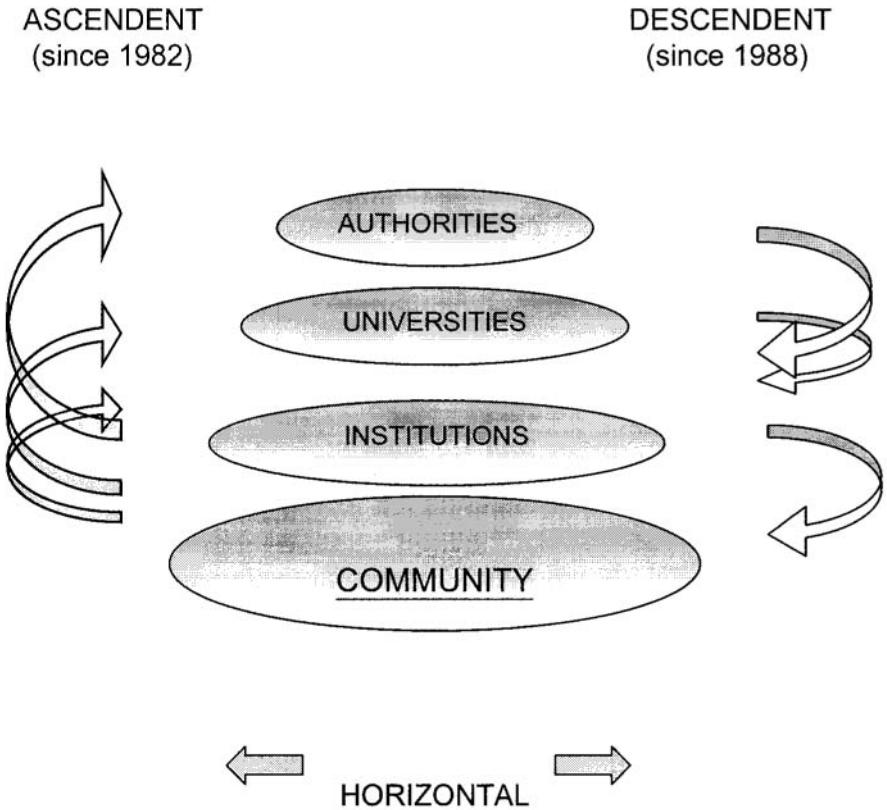 ASCENDENT
(since 1982)
DESCENDENT
(since 1988)
AUTHORITIES
UNIVERSITIES
INSTITUTIONS
COMMUNITY
HORIZONTAL